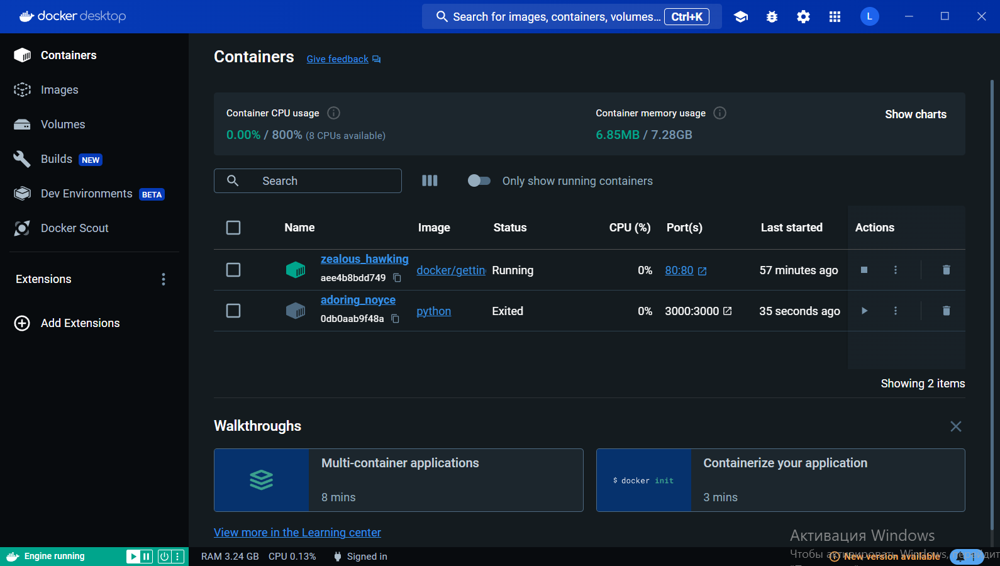 docker desktop
Search for images, containers, volumes... Ctrl+K
L
Containers
Images
Volumes
Builds NEW
Dev Environments BETA
Docker Scout
Extensions
Add Extensions
Containers Give feedback
Container CPU usage
0.00% / 800% (8 CPUs available)
Container memory usage
6.85MB / 7.28GB
Show charts
Search
Only show running containers
Name Image Status CPU (%) Port(s) Last started Actions
zealous_hawking
aee4b8bdd749
docker/gettin Running 0% 80:80 57 minutes ago
adoring_noyce
0db0aab9f48a
python Exited 0% 3000:3000 35 seconds ago
Showing 2 items
Walkthroughs
Multi-container applications
8 mins
$ docker init
Containerize your application
3 mins
View more in the Learning center
Активация Windows
Чтобы активировать Windows,
Engine running
RAM 3.24 GB CPU 0.13% Signed in
New version available
1